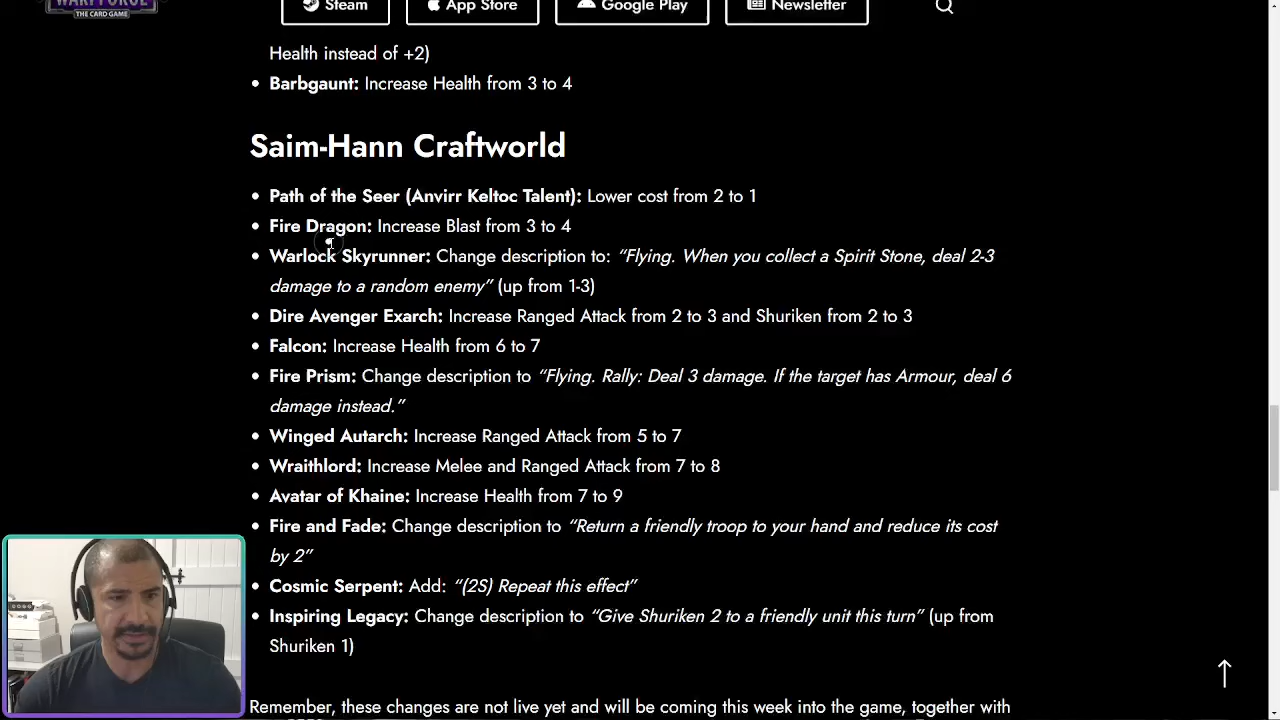 WARPFORGE
THE CARD GAME
Steam
App Store
Google Play
Newsletter
Health instead of +2)
Barbgaunt: Increase Health from 3 to 4
Saim-Hann Craftworld
Path of the Seer (Anvirr Keltoc Talent): Lower cost from 2 to 1
Fire Dragon: Increase Blast from 3 to 4
Warlock Skyrunner: Change description to: “Flying. When you collect a Spirit Stone, deal 2-3
damage to a random enemy” (up from 1-3)
Dire Avenger Exarch: Increase Ranged Attack from 2 to 3 and Shuriken from 2 to 3
Falcon: Increase Health from 6 to 7
Fire Prism: Change description to “Flying. Rally: Deal 3 damage. If the target has Armour, deal 6
damage instead.”
Winged Autarch: Increase Ranged Attack from 5 to 7
Wraithlord: Increase Melee and Ranged Attack from 7 to 8
Avatar of Khaine: Increase Health from 7 to 9
Fire and Fade: Change description to “Return a friendly troop to your hand and reduce its cost
by 2”
Cosmic Serpent: Add: “(2S) Repeat this effect”
Inspiring Legacy: Change description to “Give Shuriken 2 to a friendly unit this turn” (up from
Shuriken 1)
Remember, these changes are not live yet and will be coming this week into the game, together with